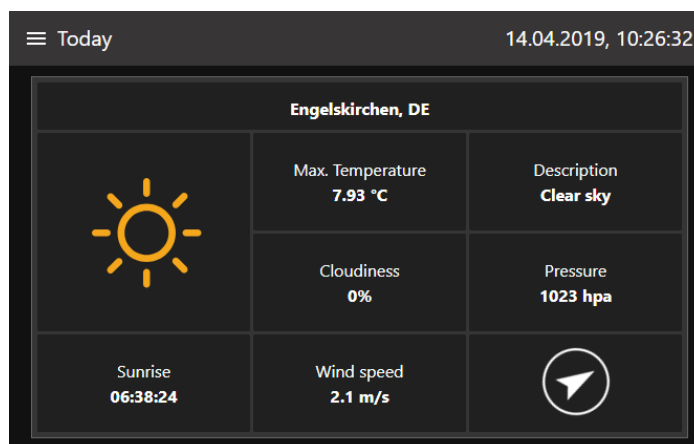 Today
14.04.2019, 10:26:32
Engelskirchen, DE
Max. Temperature
7.93 °C
Description
Clear sky
Cloudiness
0%
Pressure
1023 hpa
Sunrise
06:38:24
Wind speed
2.1 m/s